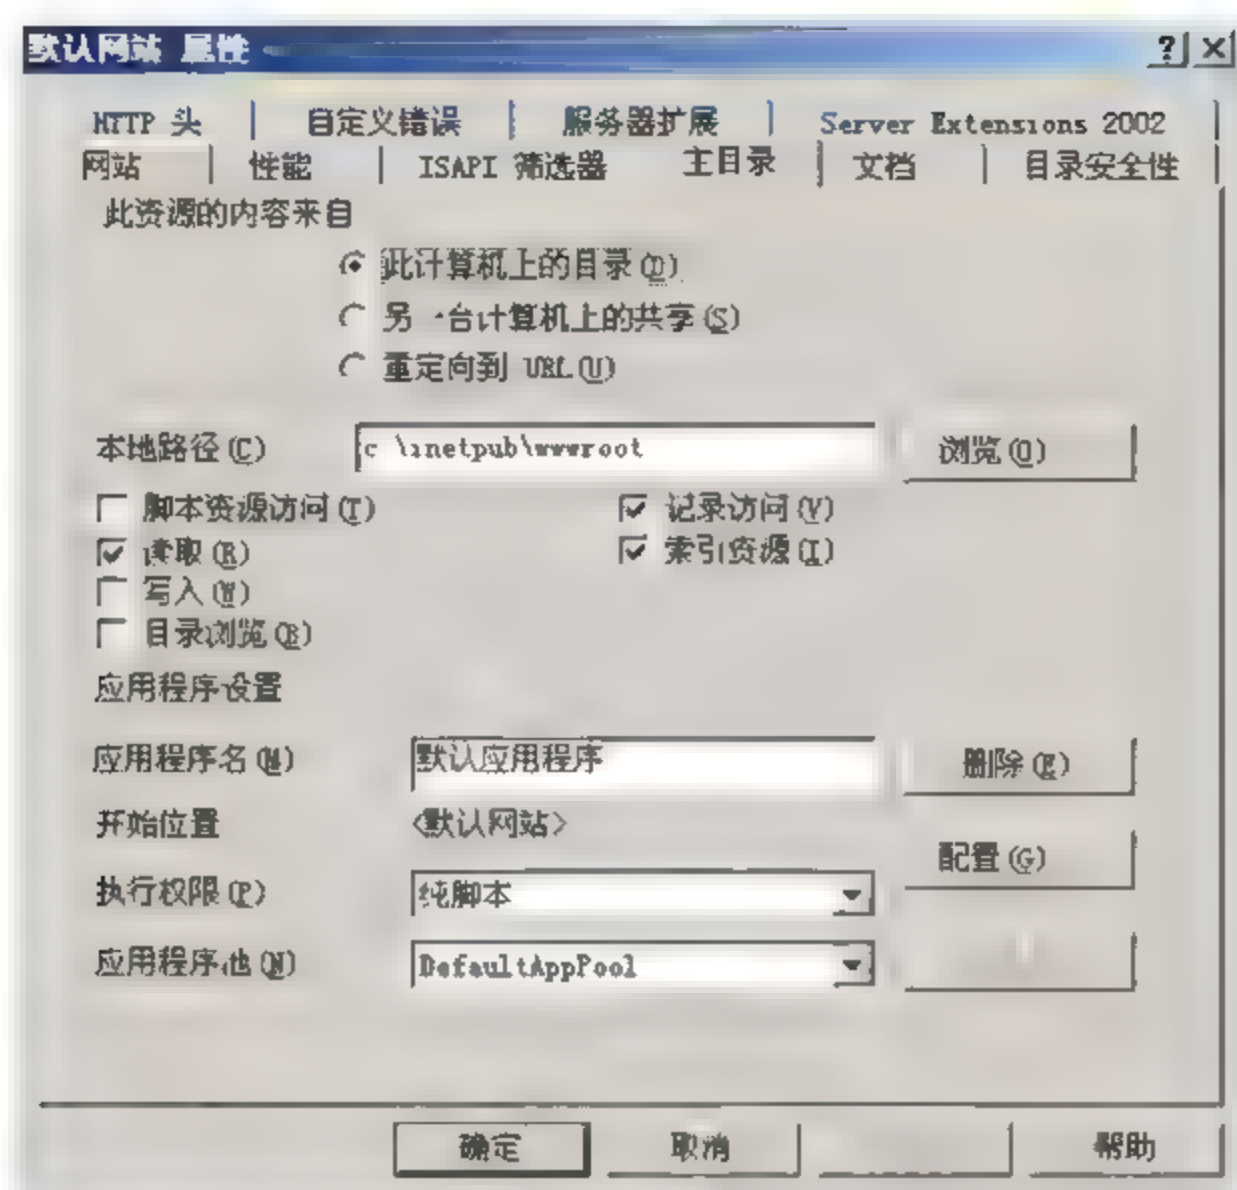 默认网站 属性
HTTP 头 自定义错误 服务器扩展 Server Extensions 2002
网站 性能 ISAPI 筛选器 主目录 文档 目录安全性
此资源的内容来自
此计算机上的目录(D)
另一台计算机上的共享(S)
重定向到 URL(U)
本地路径(C) c \inetpub\wwwroot 浏览(O)
脚本资源访问(T) 记录访问(V)
读取(R) 索引资源(I)
写入(W)
目录浏览(B)
应用程序设置
应用程序名(M) 默认应用程序 删除(E)
开始位置 <默认网站>
配置(G)
执行权限(P) 纯脚本
应用程序池(N) DefaultAppPool
确定 取消 帮助